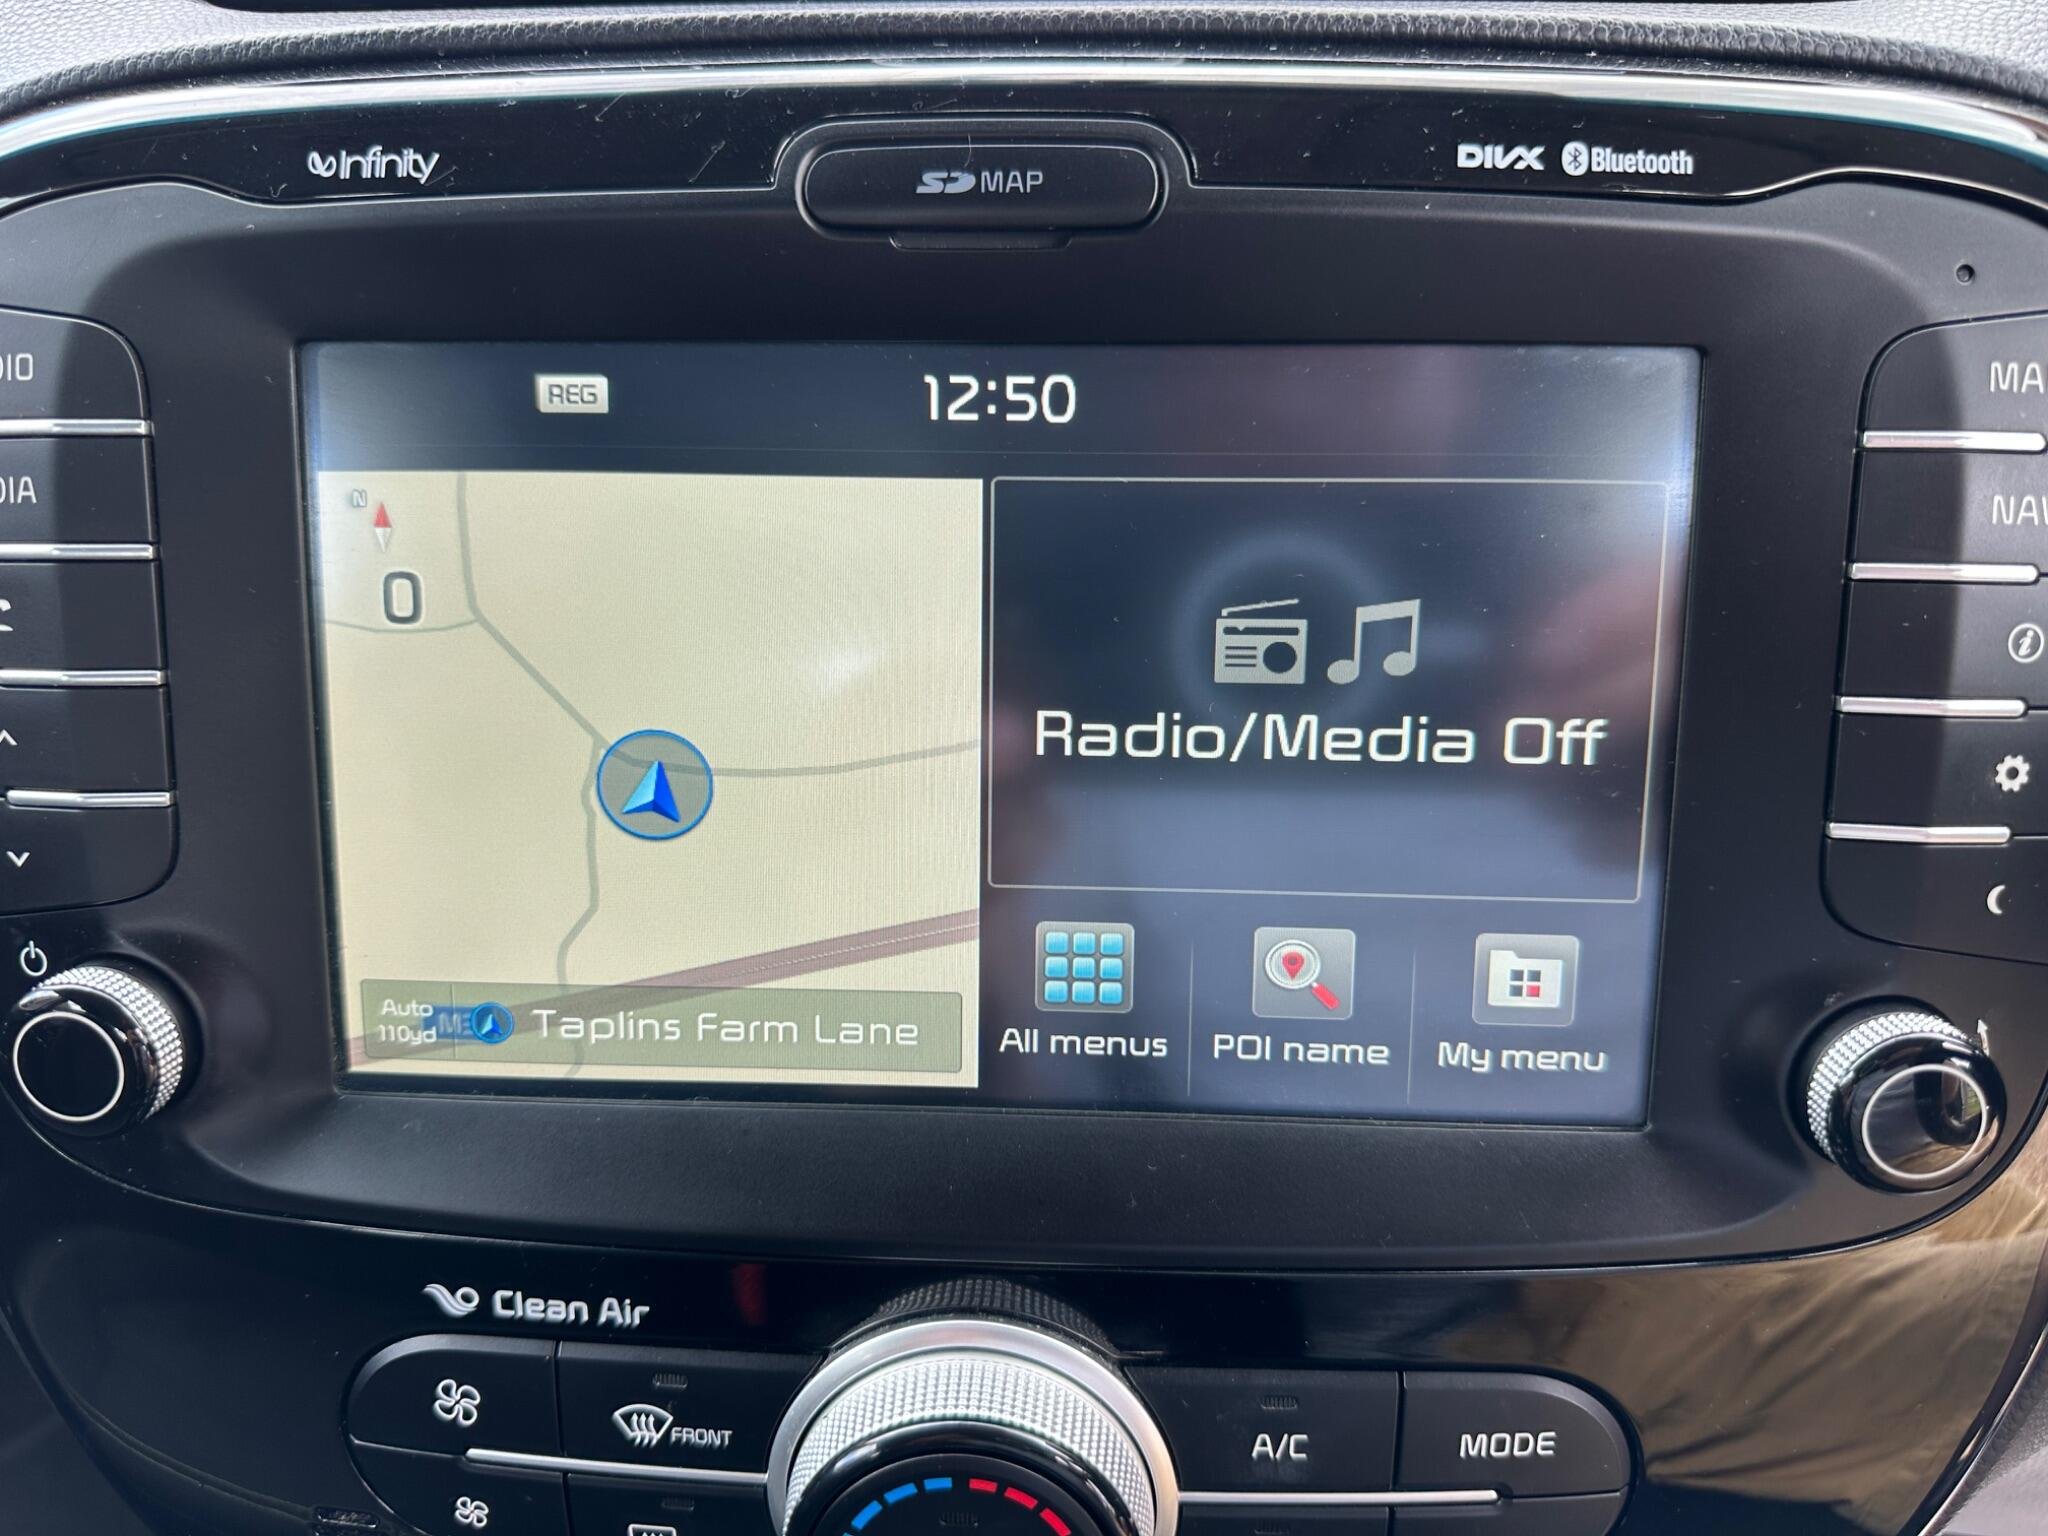 Infinity
SD MAP
DIVX Bluetooth
REG
12:50
N
0
Radio/Media Off
Auto
110yd
Taplins Farm Lane
All menus
POI name
My menu
Clean Air
FRONT
A/C
MODE